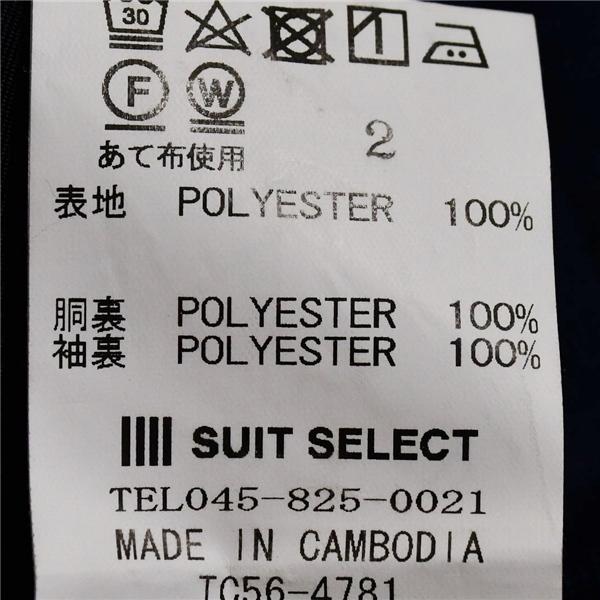 30
F W
あて布使用
2
表地 POLYESTER 100%
胴裏 POLYESTER 100%
袖裏 POLYESTER 100%
SUIT SELECT
TEL045-825-0021
MADE IN CAMBODIA
TC56-4781